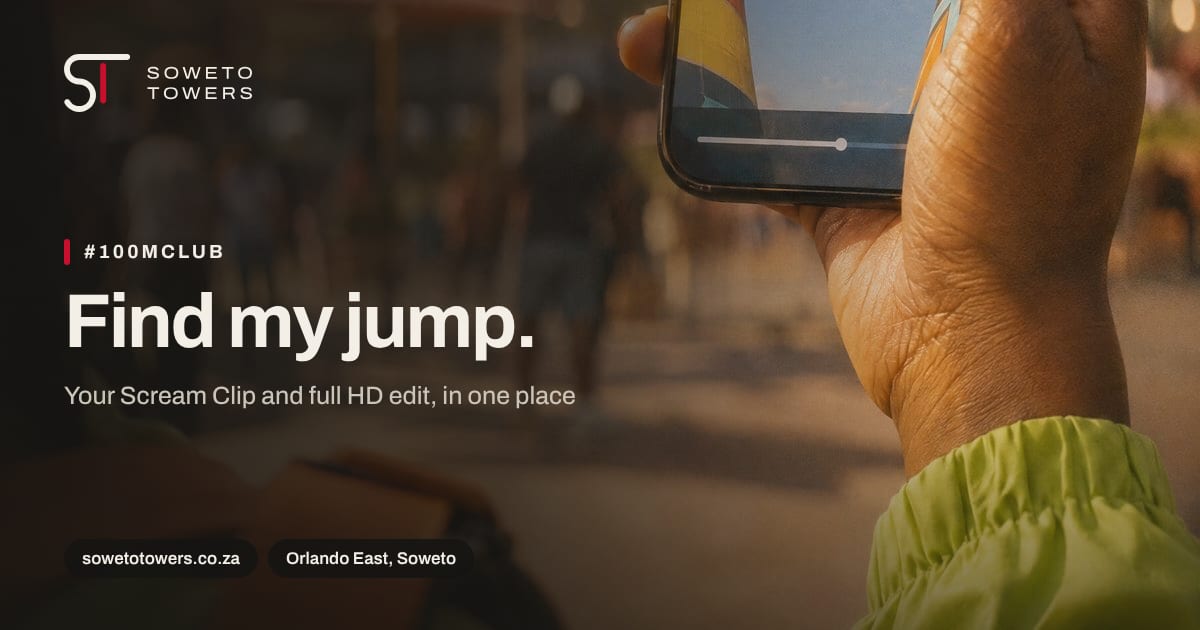 SOWETO
TOWERS
#100MCLUB
Find my jump.
Your Scream Clip and full HD edit, in one place
sowetotowers.co.za
Orlando East, Soweto